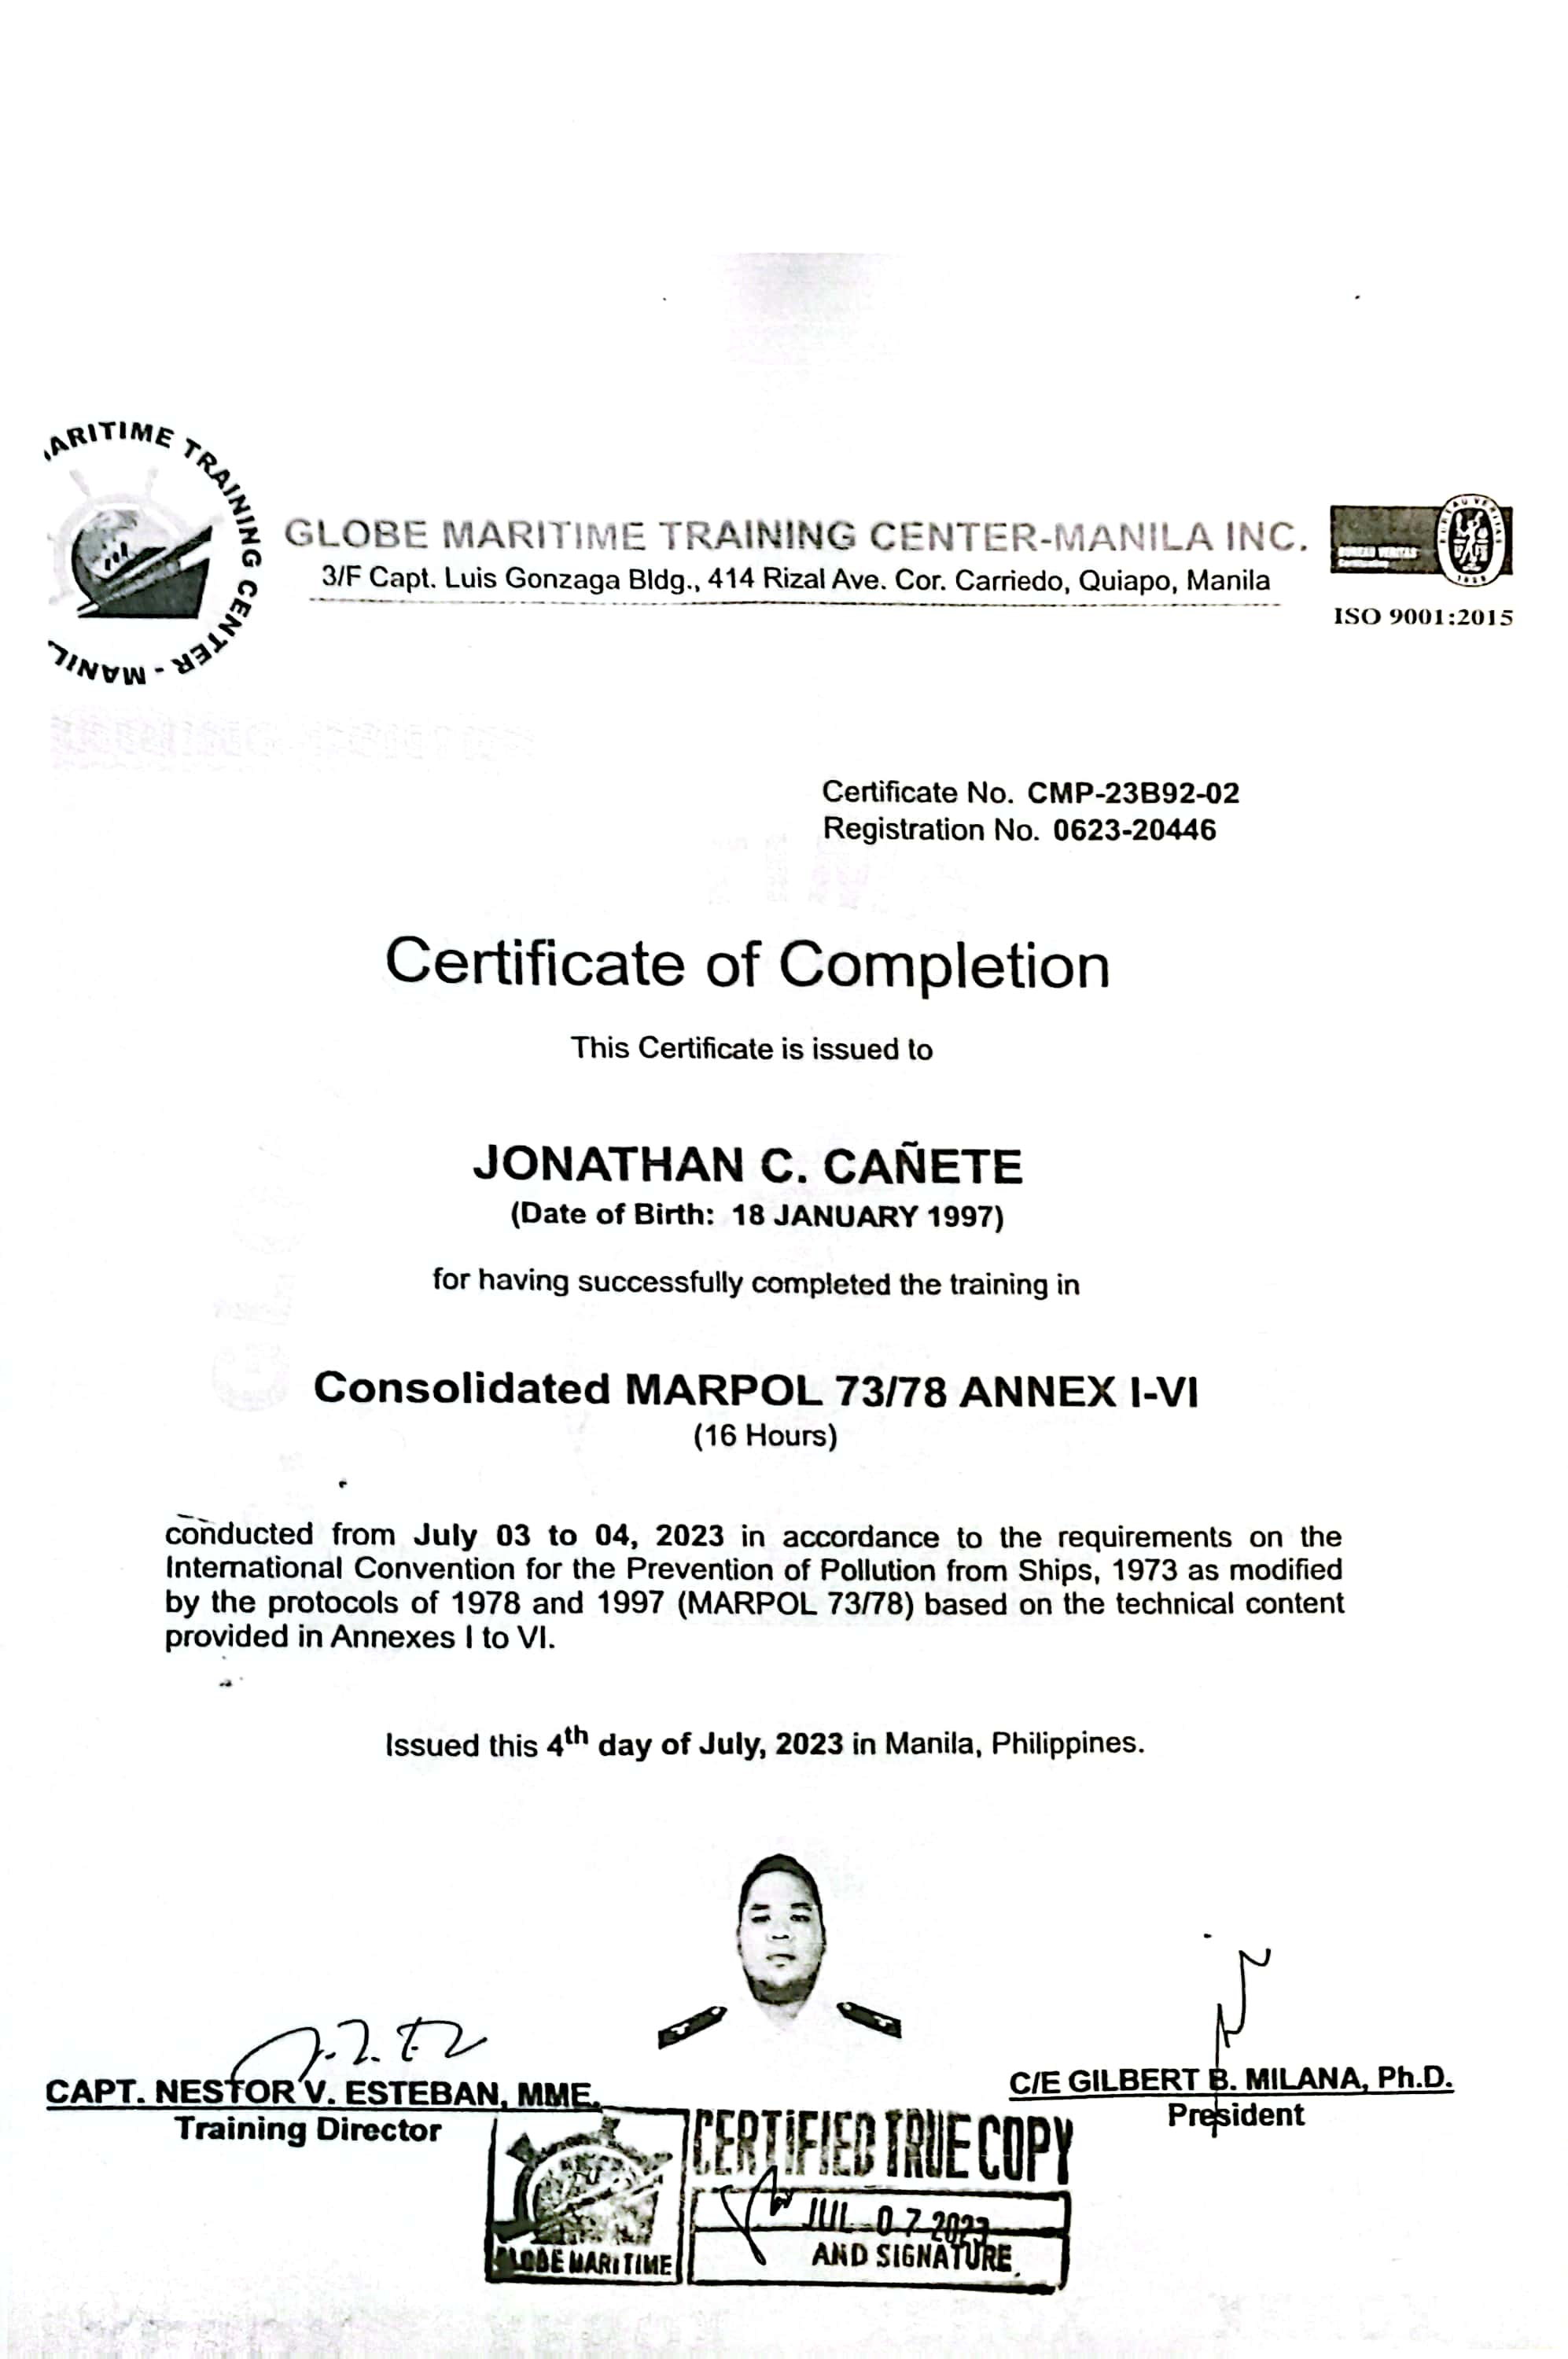 ARITIME TRAINING CENTER - MANIL
GLOBE MARITIME TRAINING CENTER-MANILA INC.
3/F Capt. Luis Gonzaga Bldg., 414 Rizal Ave. Cor. Carriedo, Quiapo, Manila
BUREAU VERITAS
Certification
BUREAU VERITAS
1828
ISO 9001:2015
Certificate No. CMP-23B92-02
Registration No. 0623-20446
Certificate of Completion
This Certificate is issued to
JONATHAN C. CAÑETE
(Date of Birth: 18 JANUARY 1997)
for having successfully completed the training in
Consolidated MARPOL 73/78 ANNEX I-VI
(16 Hours)
conducted from July 03 to 04, 2023 in accordance to the requirements on the
International Convention for the Prevention of Pollution from Ships, 1973 as modified
by the protocols of 1978 and 1997 (MARPOL 73/78) based on the technical content
provided in Annexes I to VI.
Issued this 4th day of July, 2023 in Manila, Philippines.
CAPT. NESTOR V. ESTEBAN, MME.
Training Director
C/E GILBERT B. MILANA, Ph.D.
President
GLOBE MARITIME
CERTIFIED TRUE COPY
JUL 07 2023
AND SIGNATURE